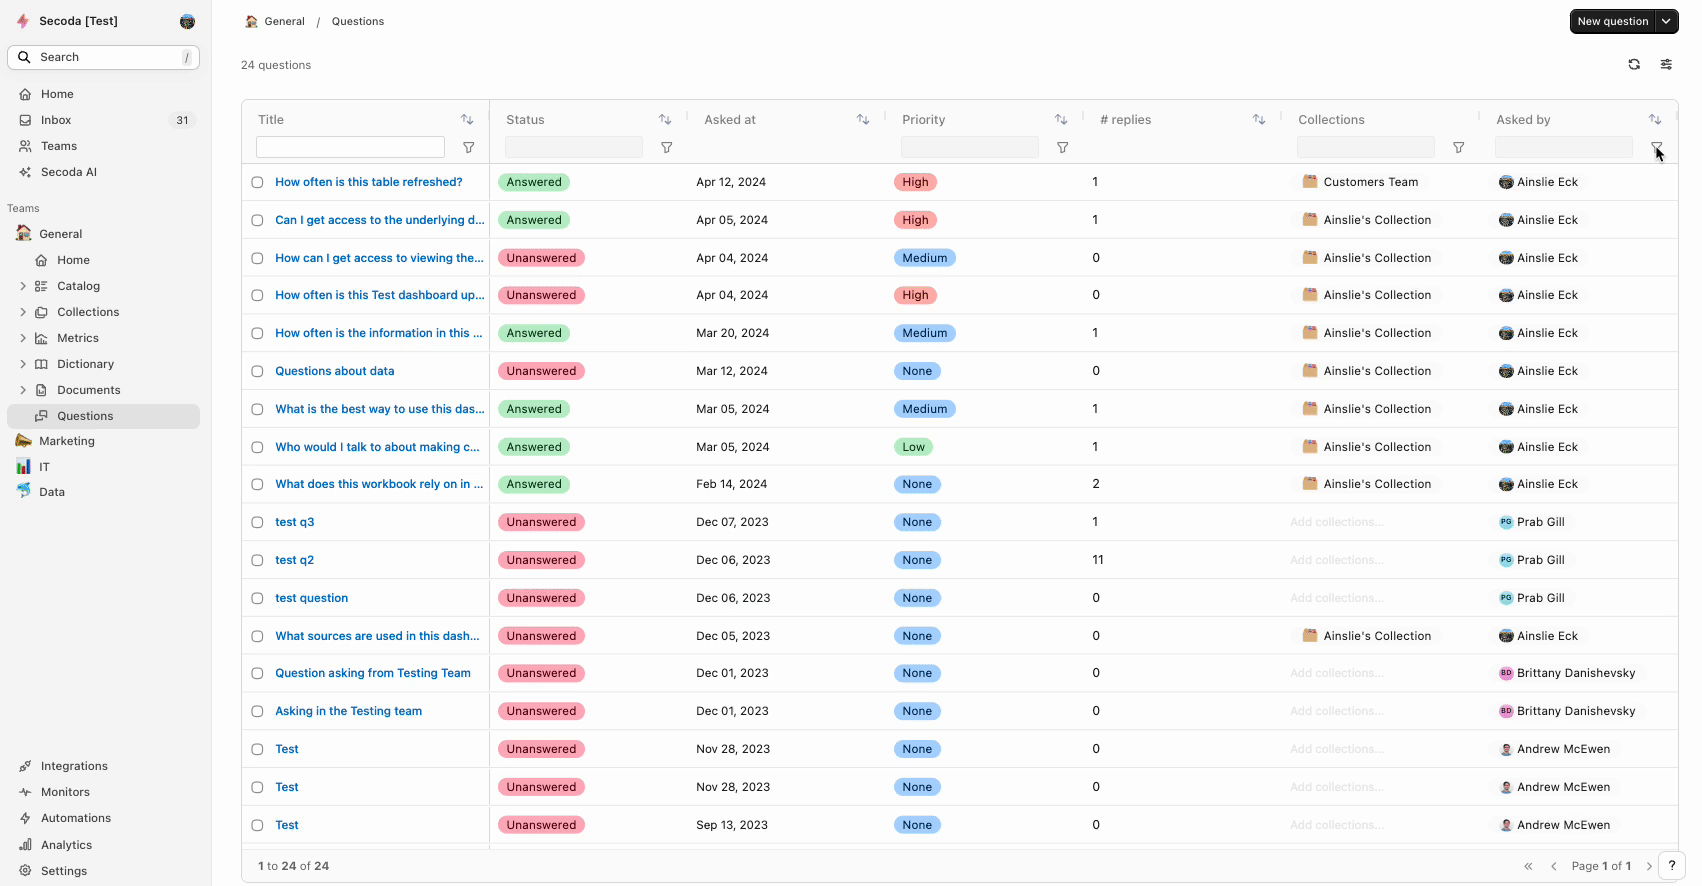 Secoda [Test]
Search /
Home
Inbox 31
Teams
Secoda AI
Teams
General
Home
Catalog
Collections
Metrics
Dictionary
Documents
Questions
Marketing
IT
Data
Integrations
Monitors
Automations
Analytics
Settings
General / Questions
New question
24 questions
Title Status Asked at Priority # replies Collections Asked by
How often is this table refreshed? Answered Apr 12, 2024 High 1 Customers Team Ainslie Eck
Can I get access to the underlying d... Answered Apr 05, 2024 High 1 Ainslie's Collection Ainslie Eck
How can I get access to viewing the... Unanswered Apr 04, 2024 Medium 0 Ainslie's Collection Ainslie Eck
How often is this Test dashboard up... Unanswered Apr 04, 2024 High 0 Ainslie's Collection Ainslie Eck
How often is the information in this ... Answered Mar 20, 2024 Medium 1 Ainslie's Collection Ainslie Eck
Questions about data Unanswered Mar 12, 2024 None 0 Ainslie's Collection Ainslie Eck
What is the best way to use this das... Answered Mar 05, 2024 Medium 1 Ainslie's Collection Ainslie Eck
Who would I talk to about making c... Answered Mar 05, 2024 Low 1 Ainslie's Collection Ainslie Eck
What does this workbook rely on in ... Answered Feb 14, 2024 None 2 Ainslie's Collection Ainslie Eck
test q3 Unanswered Dec 07, 2023 None 1 Add collections... PG Prab Gill
test q2 Unanswered Dec 06, 2023 None 11 Add collections... PG Prab Gill
test question Unanswered Dec 06, 2023 None 0 Add collections... PG Prab Gill
What sources are used in this dash... Unanswered Dec 05, 2023 None 0 Ainslie's Collection Ainslie Eck
Question asking from Testing Team Unanswered Dec 01, 2023 None 0 Add collections... BD Brittany Danishevsky
Asking in the Testing team Unanswered Dec 01, 2023 None 0 Add collections... BD Brittany Danishevsky
Test Unanswered Nov 28, 2023 None 0 Add collections... Andrew McEwen
Test Unanswered Nov 28, 2023 None 0 Add collections... Andrew McEwen
Test Unanswered Sep 13, 2023 None 0 Add collections... Andrew McEwen
1 to 24 of 24 Page 1 of 1 ?